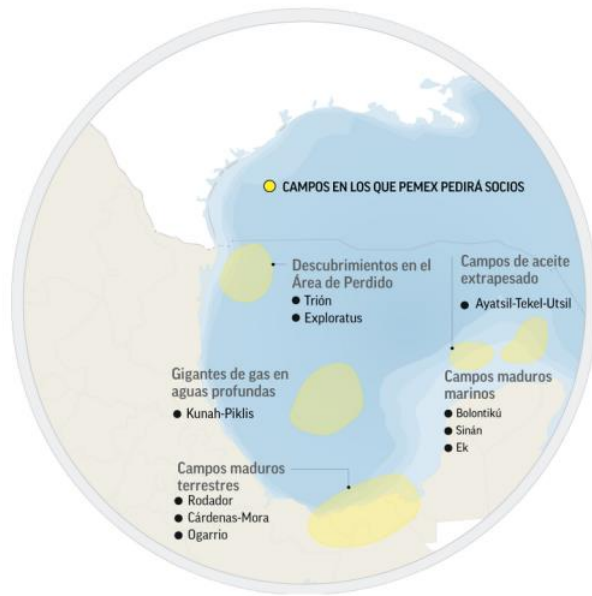 CAMPOS EN LOS QUE PEMEX PEDIRÁ SOCIOS
Descubrimientos en el
Área de Perdido
● Trión
● Exploratus
Campos de aceite
extrapesado
● Ayatsil-Tekel-Utsil
Gigantes de gas en
aguas profundas
● Kunah-Piklis
Campos maduros
marinos
● Bolontikú
● Sinán
● Ek
Campos maduros
terrestres
● Rodador
● Cárdenas-Mora
● Ogarrio